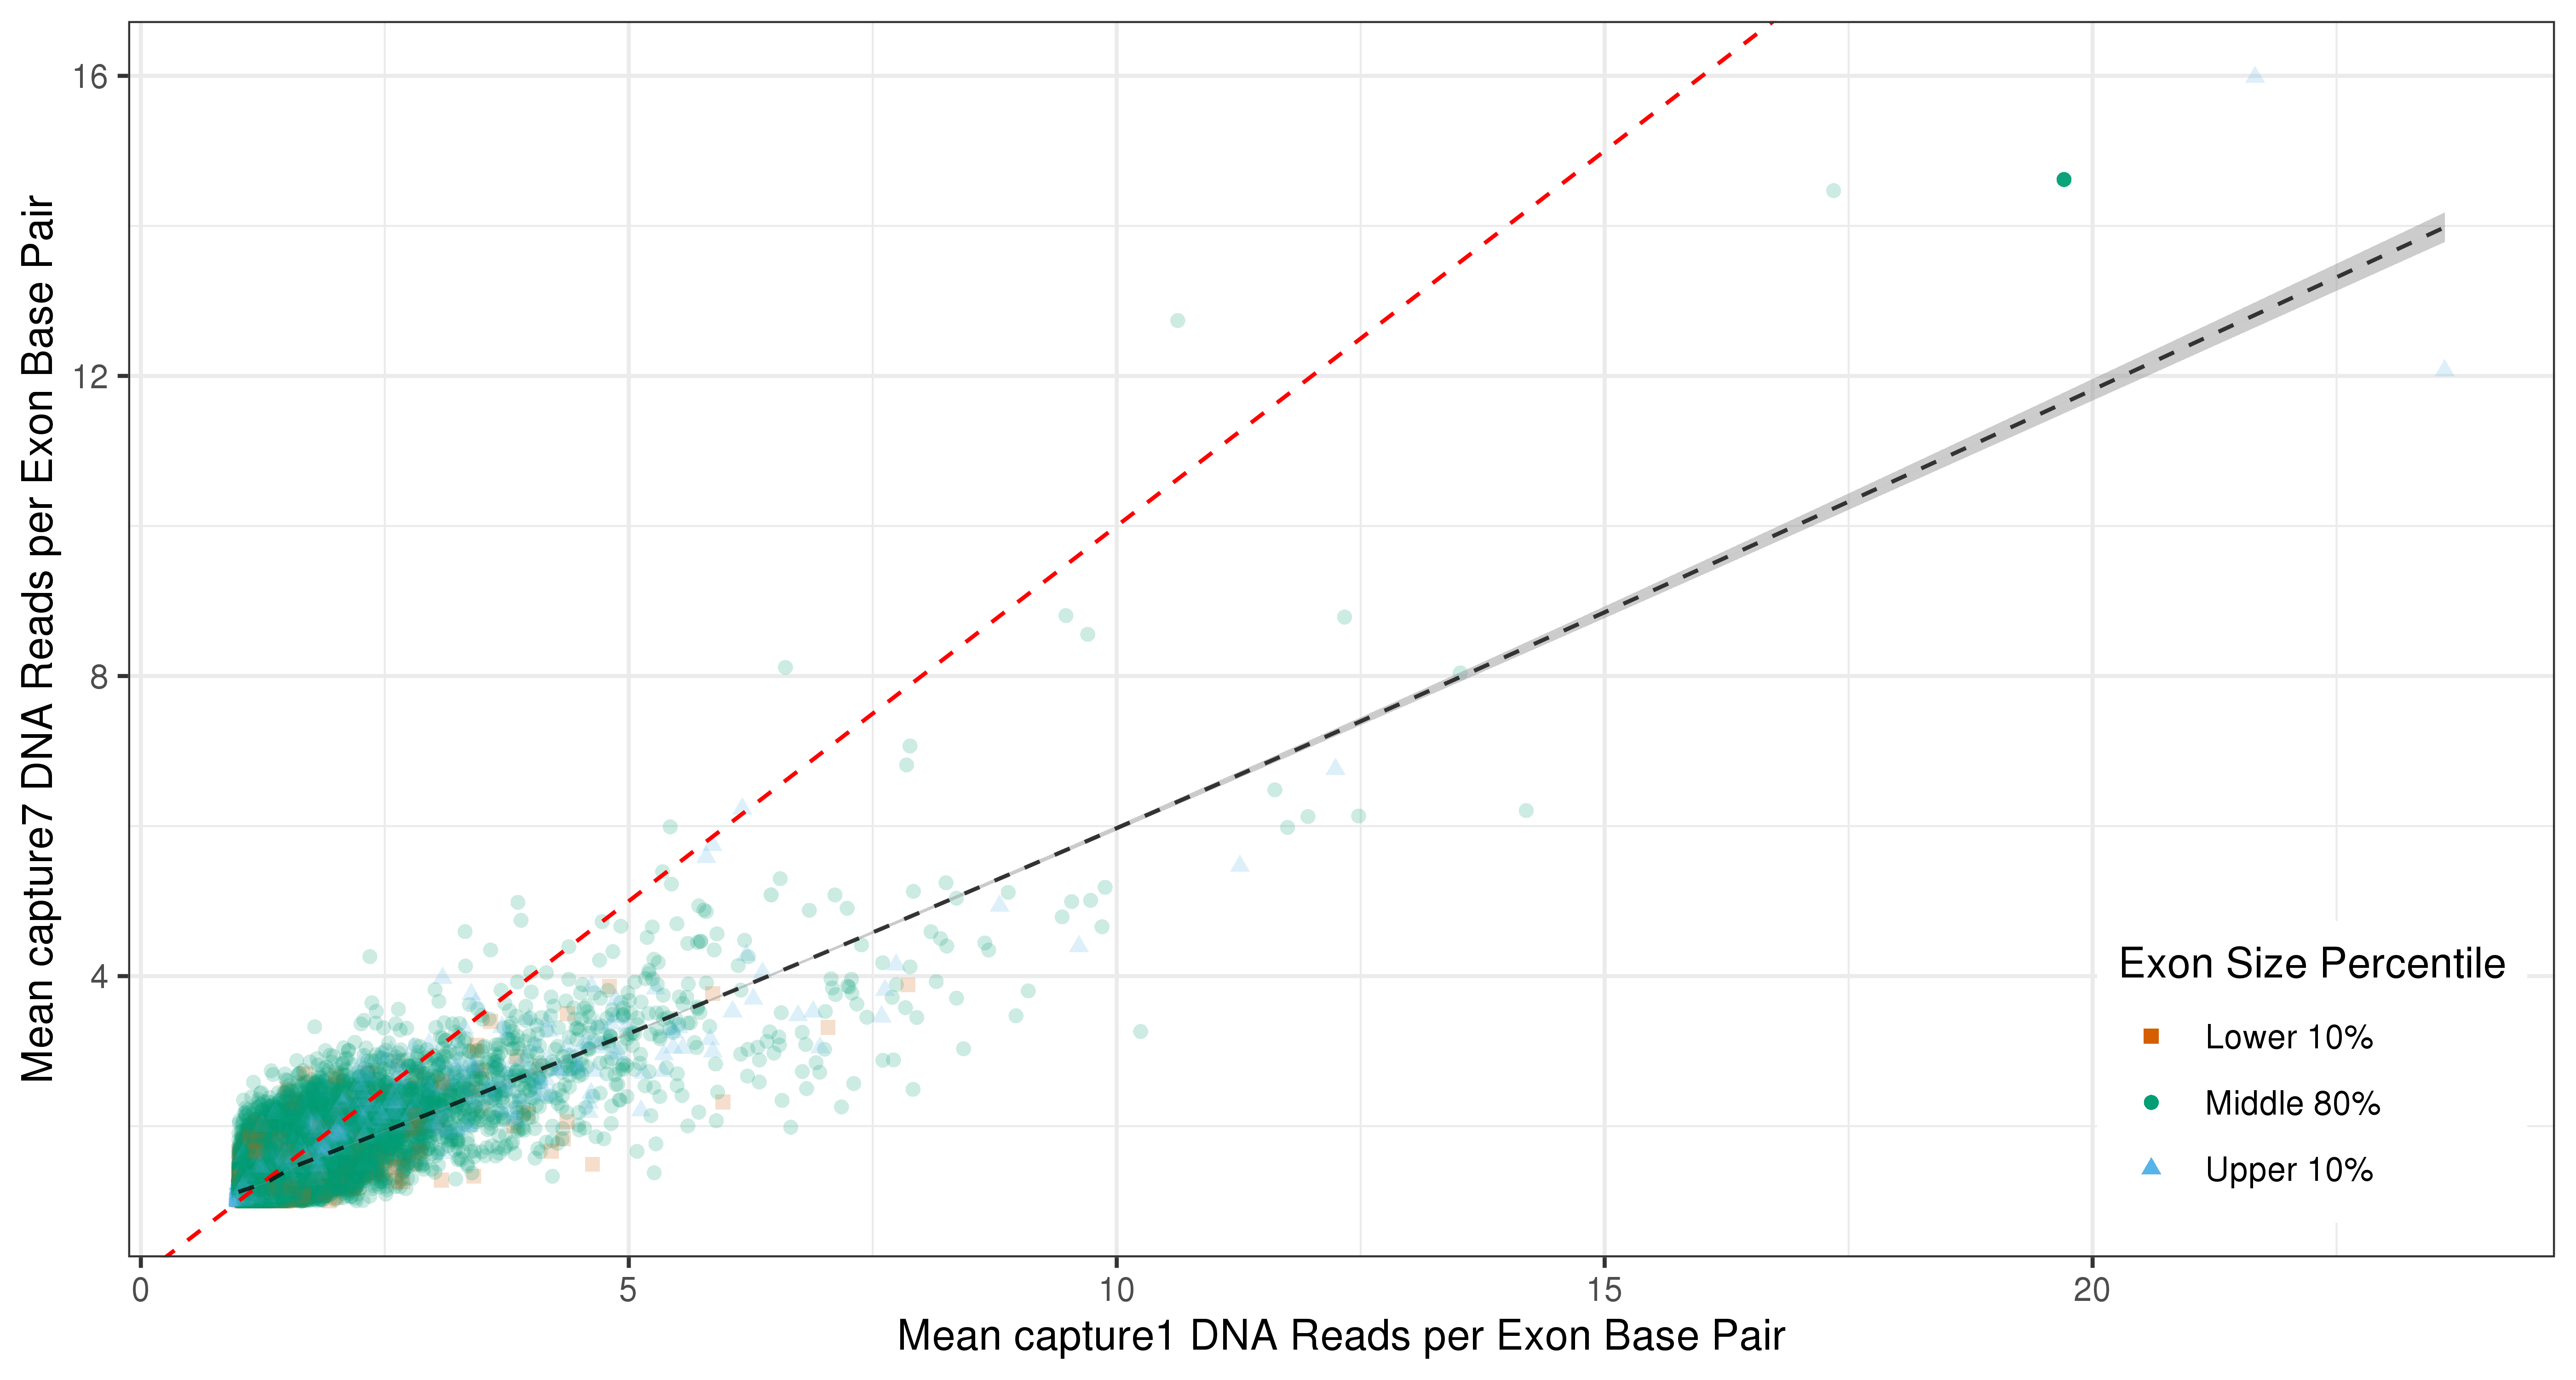 Mean capture7 DNA Reads per Exon Base Pair
16
12
8
4
0
5
10
15
20
Mean capture1 DNA Reads per Exon Base Pair
Exon Size Percentile
Lower 10%
Middle 80%
Upper 10%